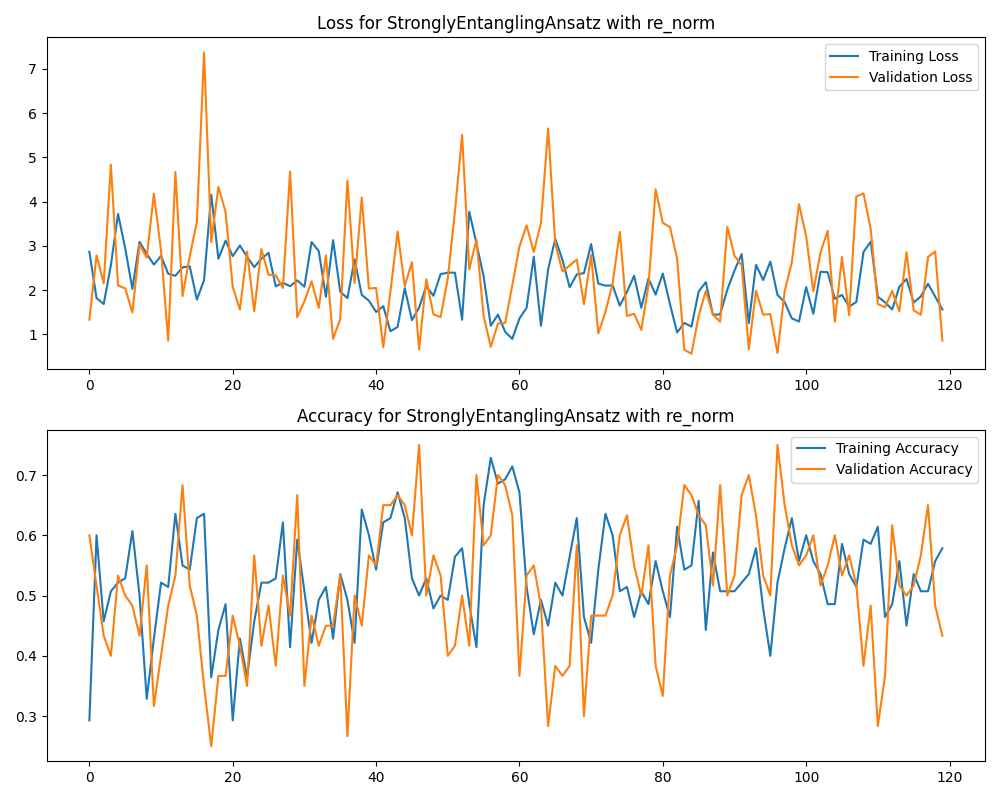 Loss for StronglyEntanglingAnsatz with re_norm
Training Loss
Validation Loss
7
6
5
4
3
2
1
0 20 40 60 80 100 120
Accuracy for StronglyEntanglingAnsatz with re_norm
Training Accuracy
Validation Accuracy
0.7
0.6
0.5
0.4
0.3
0 20 40 60 80 100 120